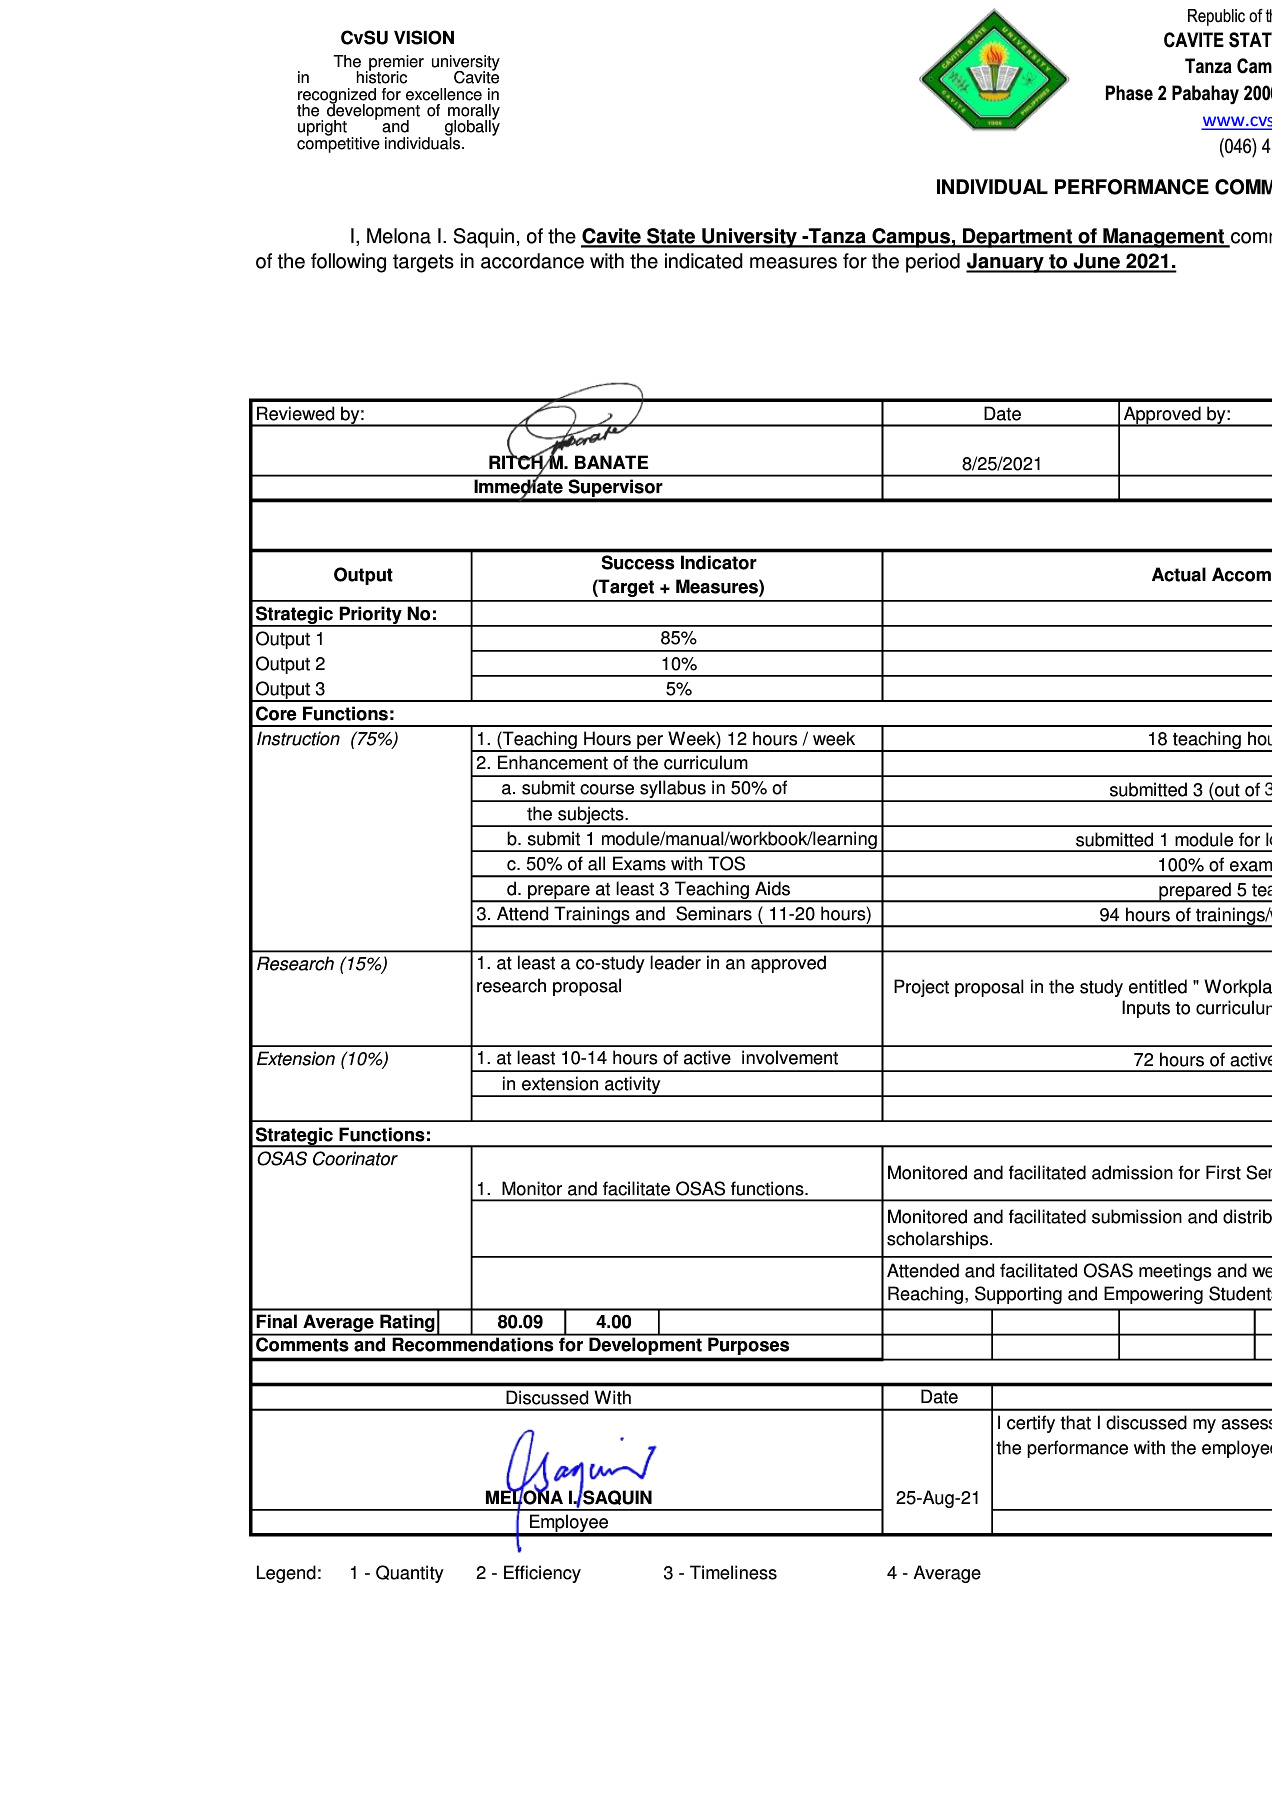 CvSU VISION
The premier university
in historic Cavite
recognized for excellence in
the development of morally
upright and globally
competitive individuals.
Republic of th
CAVITE STAT
Tanza Cam
Phase 2 Pabahay 2000
www.cvs
(046) 4
INDIVIDUAL PERFORMANCE COMM
I, Melona I. Saquin, of the Cavite State University -Tanza Campus, Department of Management comm
of the following targets in accordance with the indicated measures for the period January to June 2021.
Reviewed by: Date Approved by:
RITCH M. BANATE 8/25/2021
Immediate Supervisor
Output Success Indicator Actual Accom
(Target + Measures)
Strategic Priority No:
Output 1 85%
Output 2 10%
Output 3 5%
Core Functions:
Instruction (75%) 1. (Teaching Hours per Week) 12 hours / week 18 teaching hou
2. Enhancement of the curriculum
a. submit course syllabus in 50% of submitted 3 (out of 3
the subjects.
b. submit 1 module/manual/workbook/learning submitted 1 module for lo
c. 50% of all Exams with TOS 100% of exam
d. prepare at least 3 Teaching Aids prepared 5 tea
3. Attend Trainings and Seminars ( 11-20 hours) 94 hours of trainings/w
Research (15%) 1. at least a co-study leader in an approved
research proposal Project proposal in the study entitled " Workpla
Inputs to curriculun
Extension (10%) 1. at least 10-14 hours of active involvement 72 hours of active
in extension activity
Strategic Functions:
OSAS Coorinator
1. Monitor and facilitate OSAS functions. Monitored and facilitated admission for First Sem
Monitored and facilitated submission and distrib
scholarships.
Attended and facilitated OSAS meetings and we
Reaching, Supporting and Empowering Students
Final Average Rating 80.09 4.00
Comments and Recommendations for Development Purposes
Discussed With Date
I certify that I discussed my assess
the performance with the employee
Saquin
MELONA I. SAQUIN 25-Aug-21
Employee
Legend: 1 - Quantity 2 - Efficiency 3 - Timeliness 4 - Average